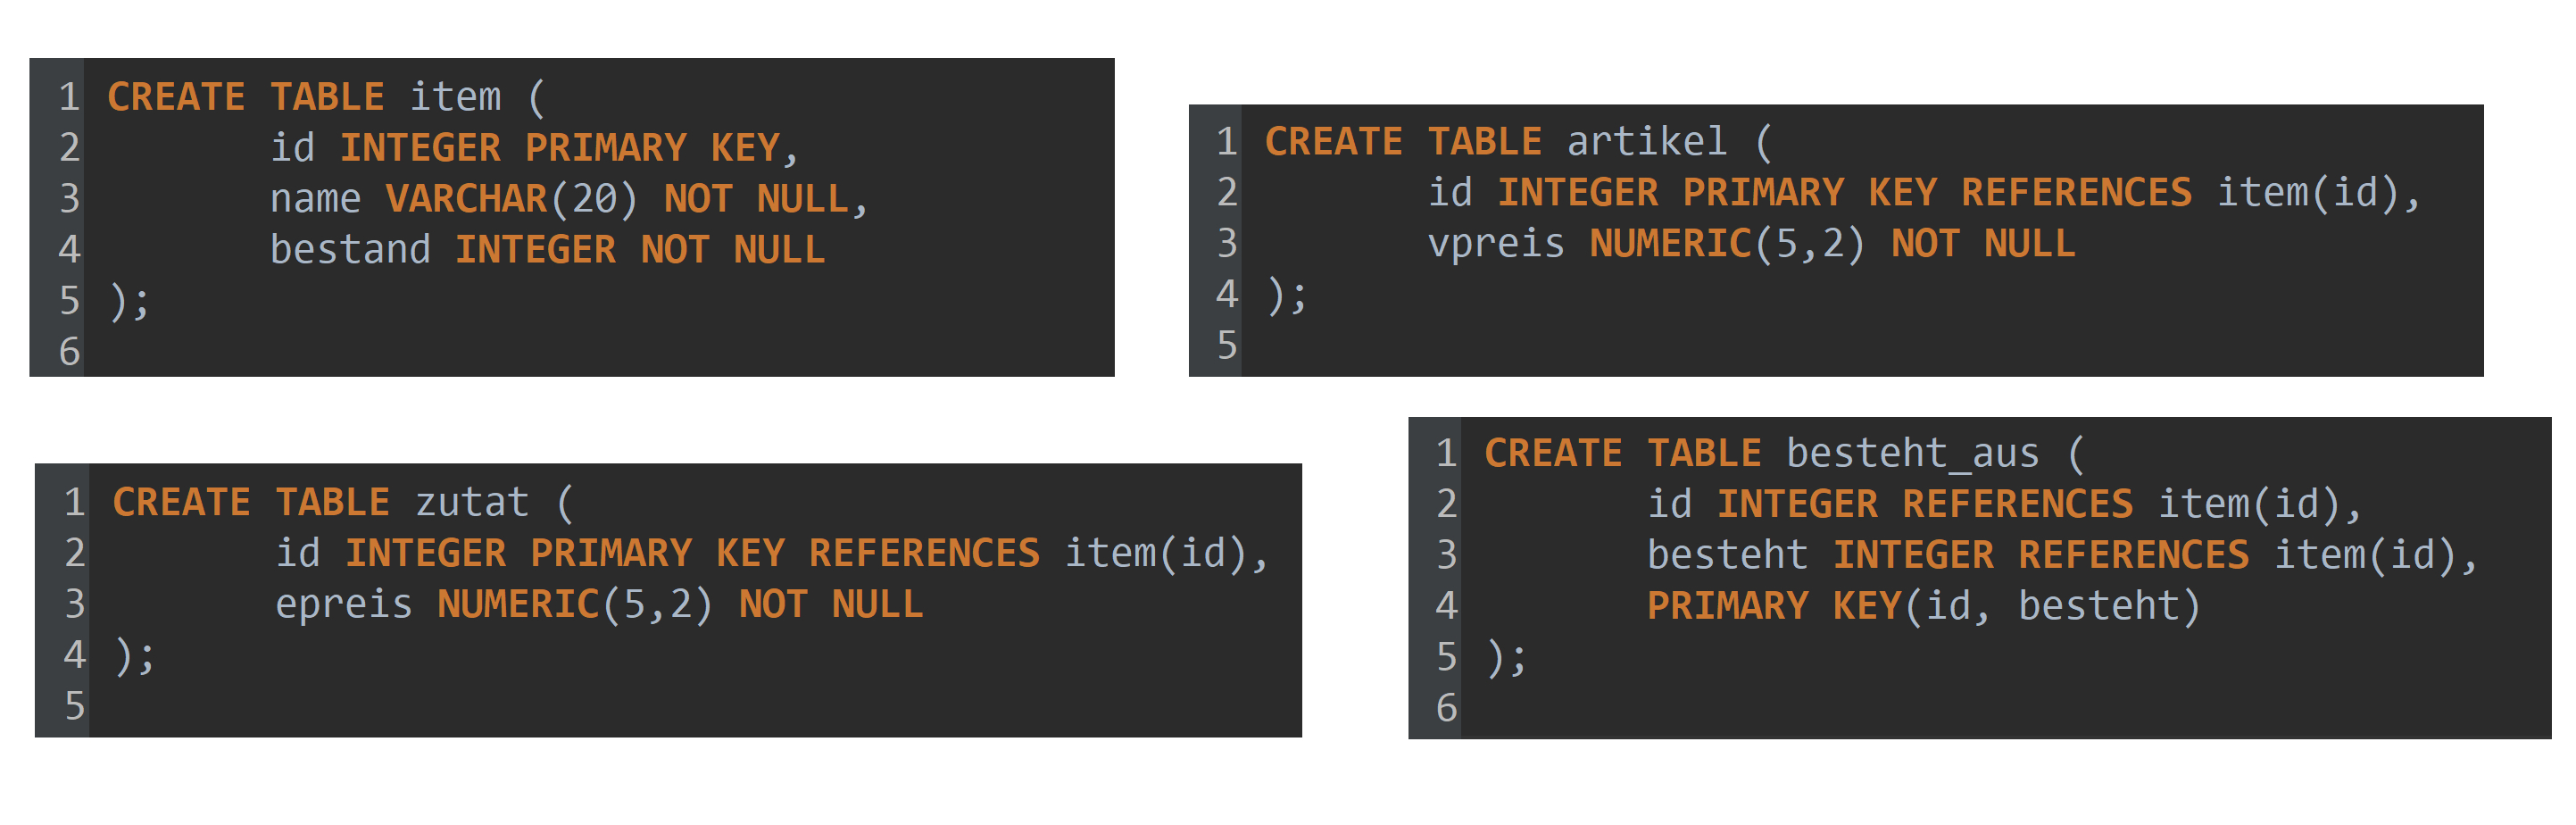 1 CREATE TABLE item (
2 id INTEGER PRIMARY KEY,
3 name VARCHAR(20) NOT NULL,
4 bestand INTEGER NOT NULL
5 );
6
1 CREATE TABLE artikel (
2 id INTEGER PRIMARY KEY REFERENCES item(id),
3 vpreis NUMERIC(5,2) NOT NULL
4 );
5
1 CREATE TABLE zutat (
2 id INTEGER PRIMARY KEY REFERENCES item(id),
3 epreis NUMERIC(5,2) NOT NULL
4 );
5
1 CREATE TABLE besteht_aus (
2 id INTEGER REFERENCES item(id),
3 besteht INTEGER REFERENCES item(id),
4 PRIMARY KEY(id, besteht)
5 );
6